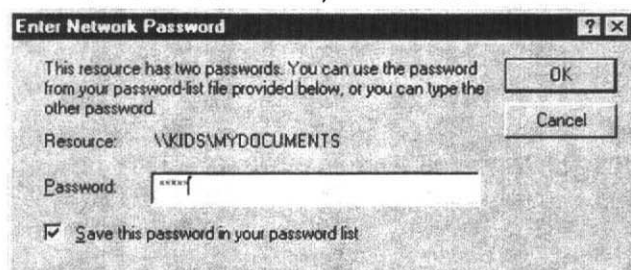 Enter Network Password ? ×
This resource has two passwords. You can use the password
from your password-list file provided below, or you can type the
other password.
OK
Cancel
Resource: \\KIDS\MYDOCUMENTS
Password: *****
Save this password in your password list